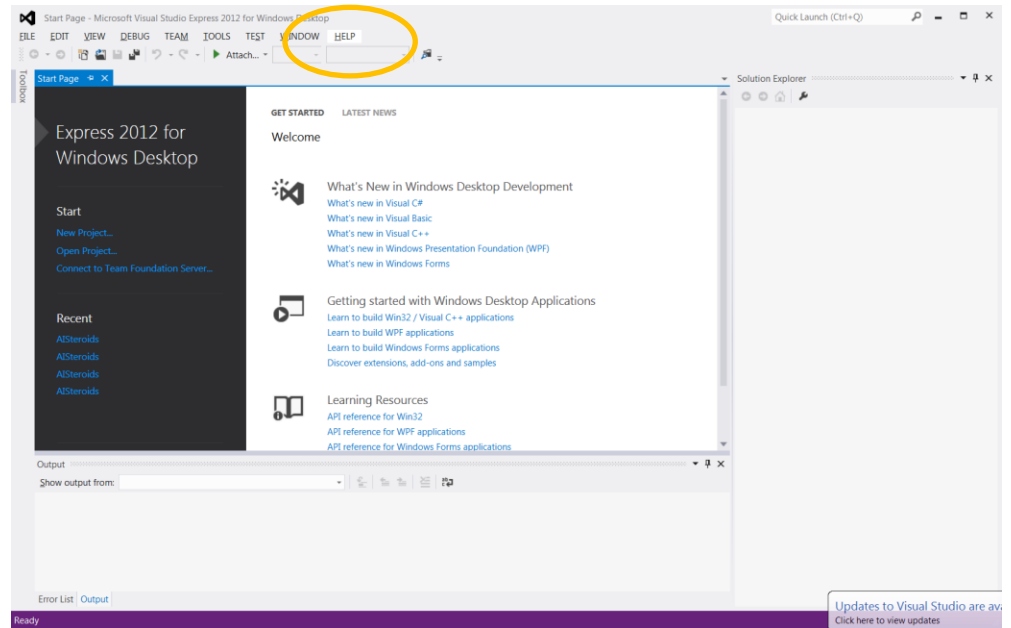 Start Page - Microsoft Visual Studio Express 2012 for Windows Desktop
Quick Launch (Ctrl+Q)
FILE EDIT VIEW DEBUG TEAM TOOLS TEST WINDOW HELP
Attach...
Toolbox
Start Page
Solution Explorer
Express 2012 for
Windows Desktop
Start
New Project...
Open Project...
Connect to Team Foundation Server...
Recent
AISteroids
AISteroids
AISteroids
AISteroids
GET STARTED LATEST NEWS
Welcome
What's New in Windows Desktop Development
What's new in Visual C#
What's new in Visual Basic
What's new in Visual C++
What's new in Windows Presentation Foundation (WPF)
What's new in Windows Forms
Getting started with Windows Desktop Applications
Learn to build Win32 / Visual C++ applications
Learn to build WPF applications
Learn to build Windows Forms applications
Discover extensions, add-ons and samples
Learning Resources
API reference for Win32
API reference for WPF applications
API reference for Windows Forms applications
Output
Show output from:
Error List Output
Ready
Updates to Visual Studio are ava
Click here to view updates